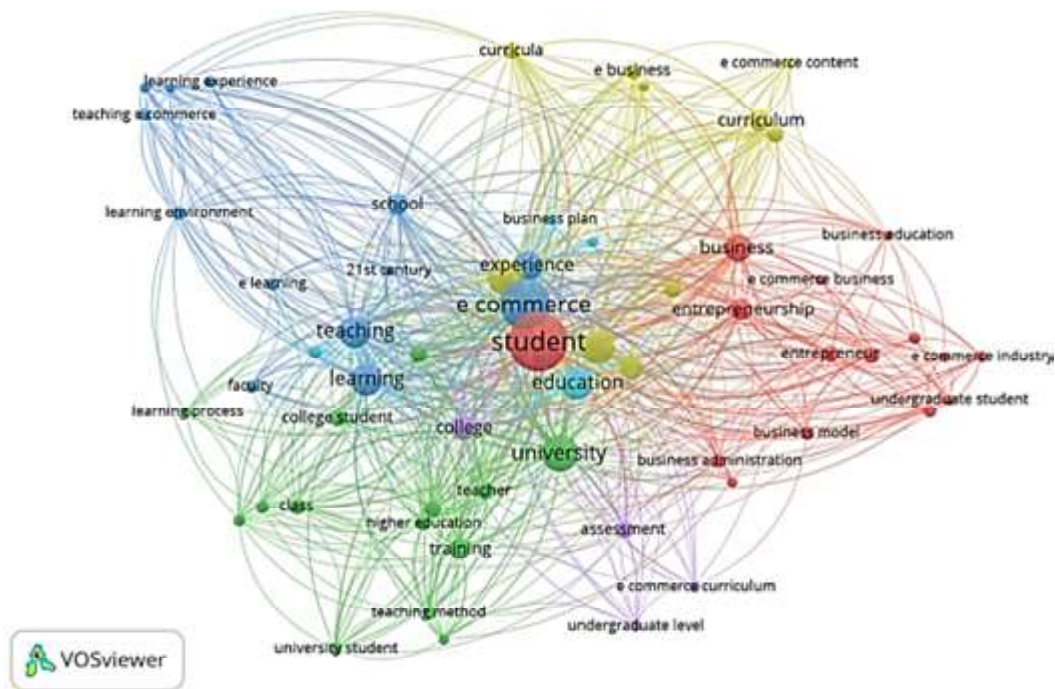 curricula
e business
e commerce content
learning experience
teaching e commerce
curriculum
school
learning environment
business plan
business
business education
21st century
experience
e learning
e commerce business
e commerce
entrepreneurship
teaching
student
entrepreneur
e commerce industry
learning
education
faculty
undergraduate student
learning process
college student
college
business model
university
business administration
teacher
class
higher education
assessment
training
e commerce curriculum
teaching method
undergraduate level
university student
VOSviewer